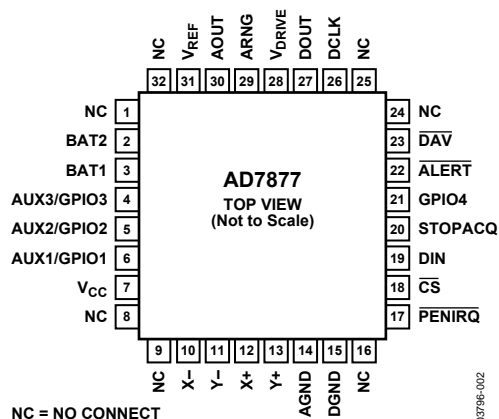 NC
V_REF
AOUT
ARNG
V_DRIVE
DOUT
DCLK
NC
32
31
30
29
28
27
26
25
NC 1
BAT2 2
BAT1 3
AUX3/GPIO3 4
AUX2/GPIO2 5
AUX1/GPIO1 6
V_CC 7
NC 8
AD7877
TOP VIEW
(Not to Scale)
24 NC
23 DAV
22 ALERT
21 GPIO4
20 STOPACQ
19 DIN
18 CS
17 PENIRQ
9
10
11
12
13
14
15
16
NC
X–
Y–
X+
Y+
AGND
DGND
NC
NC = NO CONNECT
03796-002